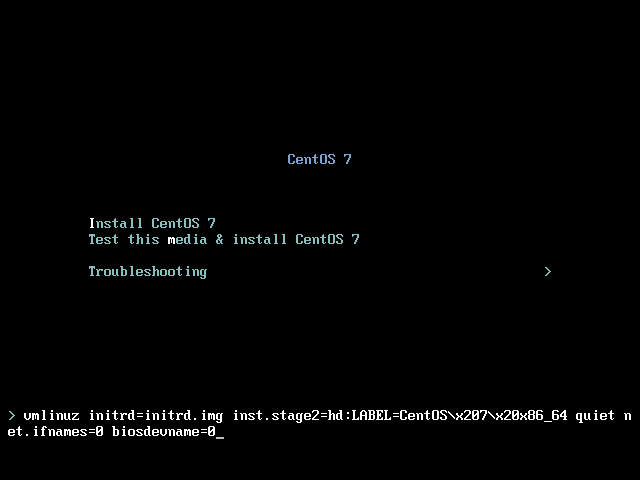 CentOS 7
Install CentOS 7
Test this media & install CentOS 7
Troubleshooting >
> vmlinuz initrd=initrd.img inst.stage2=hd:LABEL=CentOS\x207\x20x86_64 quiet n
et.ifnames=0 biosdevname=0_